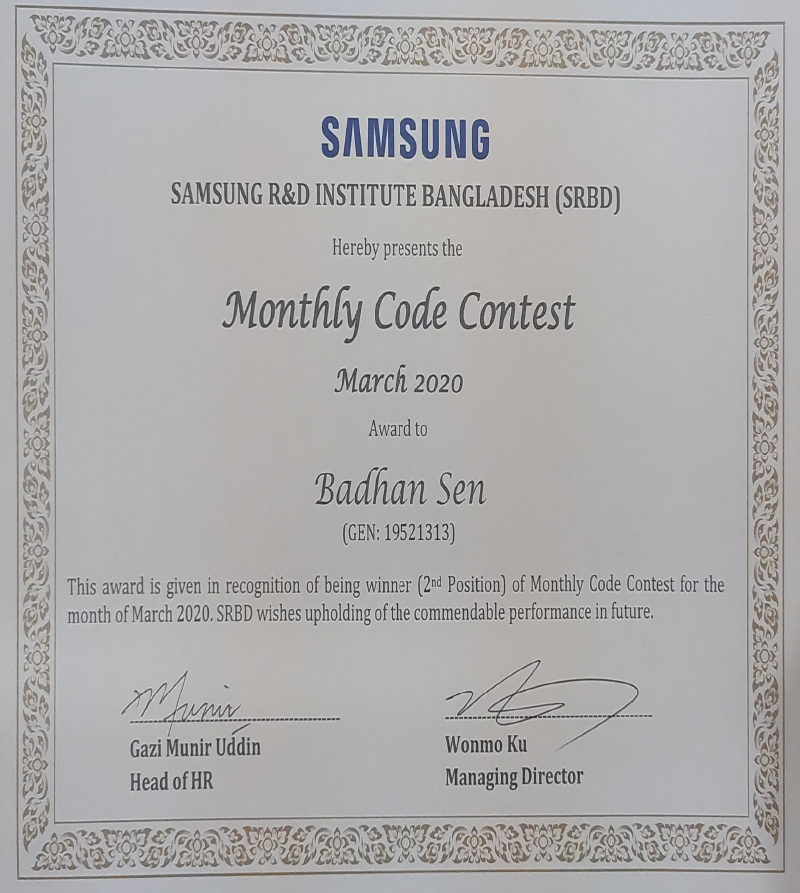 SAMSUNG
SAMSUNG R&D INSTITUTE BANGLADESH (SRBD)
Hereby presents the
Monthly Code Contest
March 2020
Award to
Badhan Sen
(GEN: 19521313)
This award is given in recognition of being winner (2nd Position) of Monthly Code Contest for the
month of March 2020. SRBD wishes upholding of the commendable performance in future.
Munir
Gazi Munir Uddin
Head of HR
Wonmo Ku
Managing Director